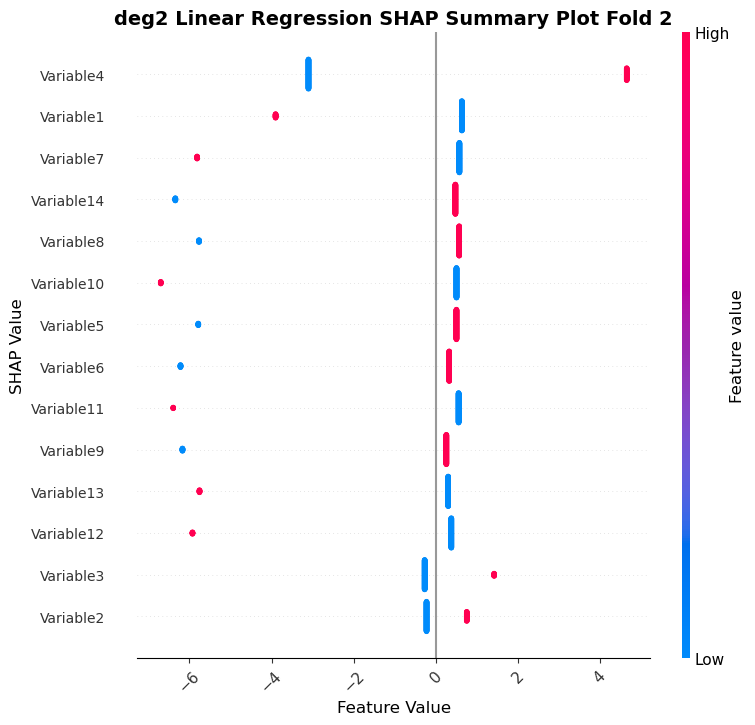 deg2 Linear Regression SHAP Summary Plot Fold 2
High
Variable4
Variable1
Variable7
Variable14
Variable8
Variable10
Variable5
Variable6
Variable11
Variable9
Variable13
Variable12
Variable3
Variable2
SHAP Value
Feature value
Low
−6 −4 −2 0 2 4
Feature Value